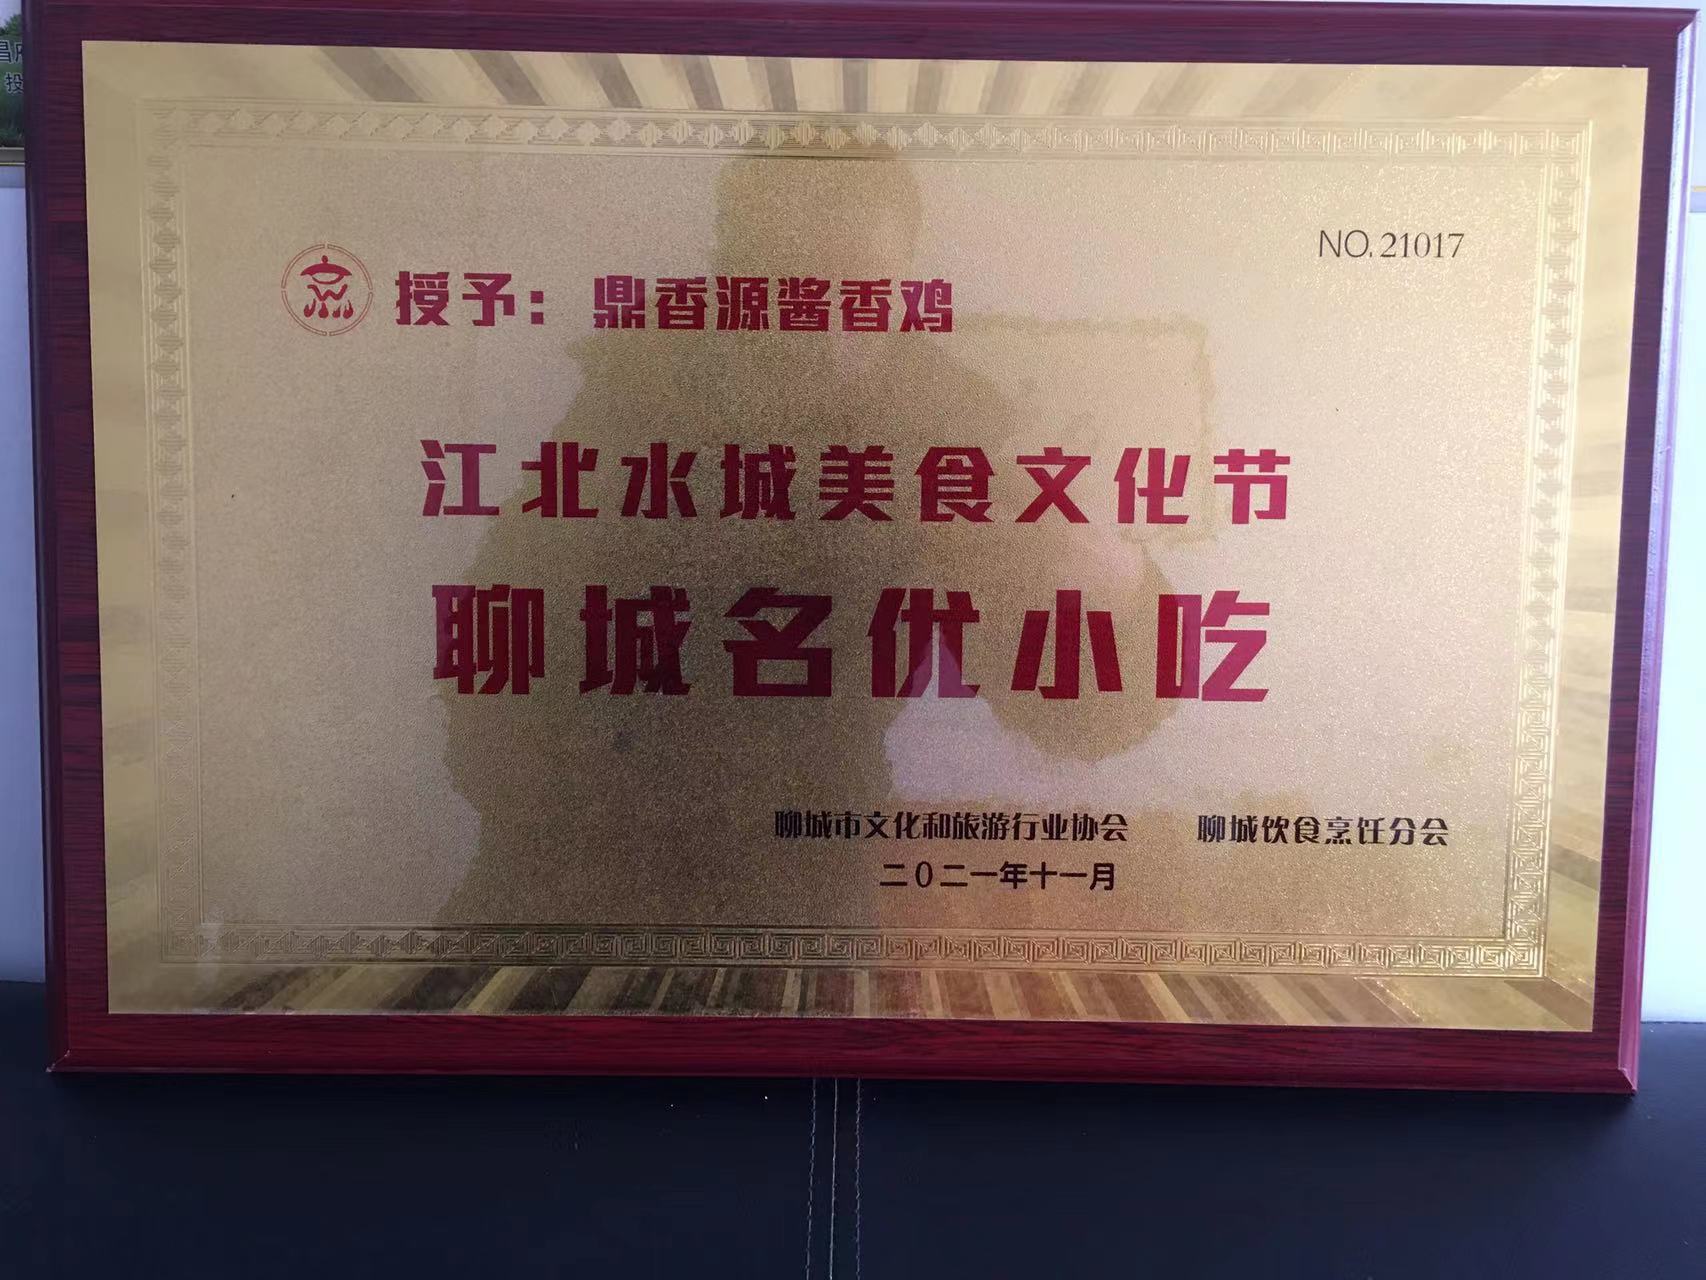 NO.21017
授予：鼎香源酱香鸡
江北水城美食文化节
聊城名优小吃
聊城市文化和旅游行业协会 聊城饮食烹饪分会
二〇二一年十一月